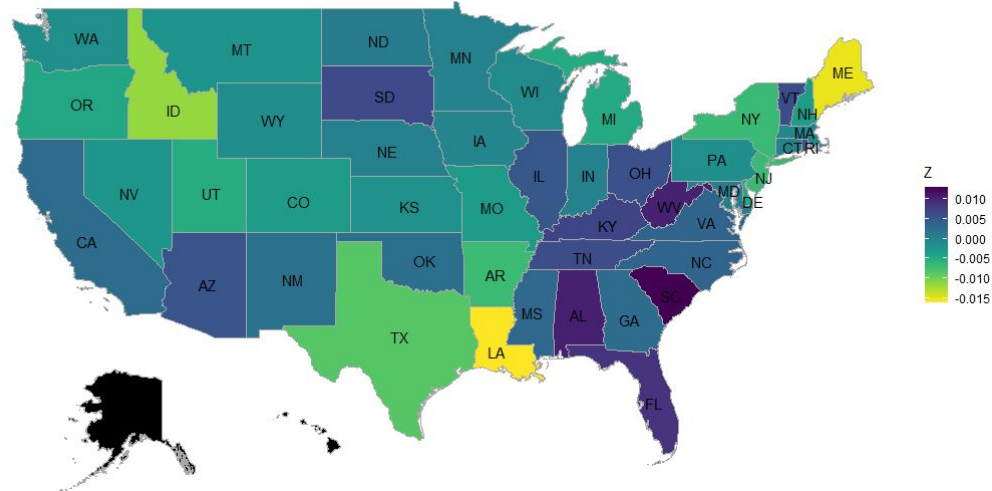 WA
MT
ND
MN
ME
OR
ID
SD
WI
MI
NY
VT
NH
WY
NE
IA
MA
CT
RI
NV
UT
CO
KS
MO
IL
IN
OH
PA
NJ
MD
DE
WV
VA
KY
CA
AZ
NM
OK
AR
TN
NC
TX
LA
MS
AL
GA
SC
FL
Z
0.010
0.005
0.000
-0.005
-0.010
-0.015